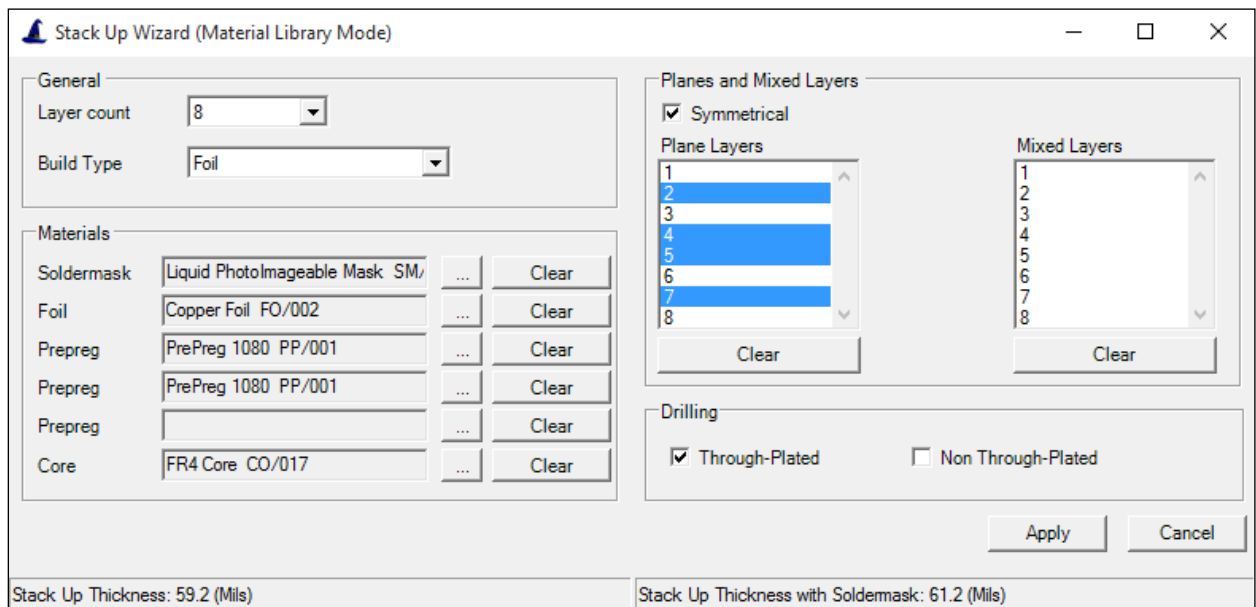 Stack Up Wizard (Material Library Mode)
General
Layer count 8
Build Type Foil
Materials
Soldermask Liquid PhotoImageable Mask SM/ ... Clear
Foil Copper Foil FO/002 ... Clear
Prepreg PrePreg 1080 PP/001 ... Clear
Prepreg PrePreg 1080 PP/001 ... Clear
Prepreg ... Clear
Core FR4 Core CO/017 ... Clear
Planes and Mixed Layers
Symmetrical
Plane Layers
1
2
3
4
5
6
7
8
Clear
Mixed Layers
1
2
3
4
5
6
7
8
Clear
Drilling
Through-Plated Non Through-Plated
Apply Cancel
Stack Up Thickness: 59.2 (Mils) Stack Up Thickness with Soldermask: 61.2 (Mils)